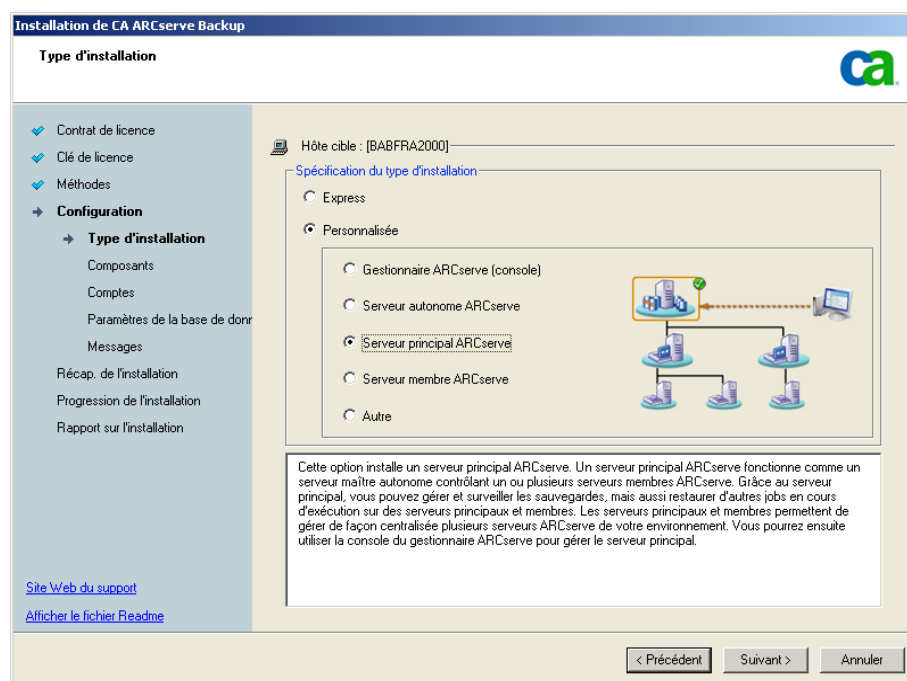 Installation de CA ARCserve Backup
Type d'installation
ca
Contrat de licence
Clé de licence
Méthodes
Configuration
Type d'installation
Composants
Comptes
Paramètres de la base de donr
Messages
Récap. de l'installation
Progression de l'installation
Rapport sur l'installation
Site Web du support
Afficher le fichier Readme
Hôte cible : [BABFRA2000]
Spécification du type d'installation
Express
Personnalisée
Gestionnaire ARCserve (console)
Serveur autonome ARCserve
Serveur principal ARCserve
Serveur membre ARCserve
Autre
Cette option installe un serveur principal ARCserve. Un serveur principal ARCserve fonctionne comme un
serveur maître autonome contrôlant un ou plusieurs serveurs membres ARCserve. Grâce au serveur
principal, vous pouvez gérer et surveiller les sauvegardes, mais aussi restaurer d'autres jobs en cours
d'exécution sur des serveurs principaux et membres. Les serveurs principaux et membres permettent de
gérer de façon centralisée plusieurs serveurs ARCserve de votre environnement. Vous pourrez ensuite
utiliser la console du gestionnaire ARCserve pour gérer le serveur principal.
< Précédent
Suivant >
Annuler